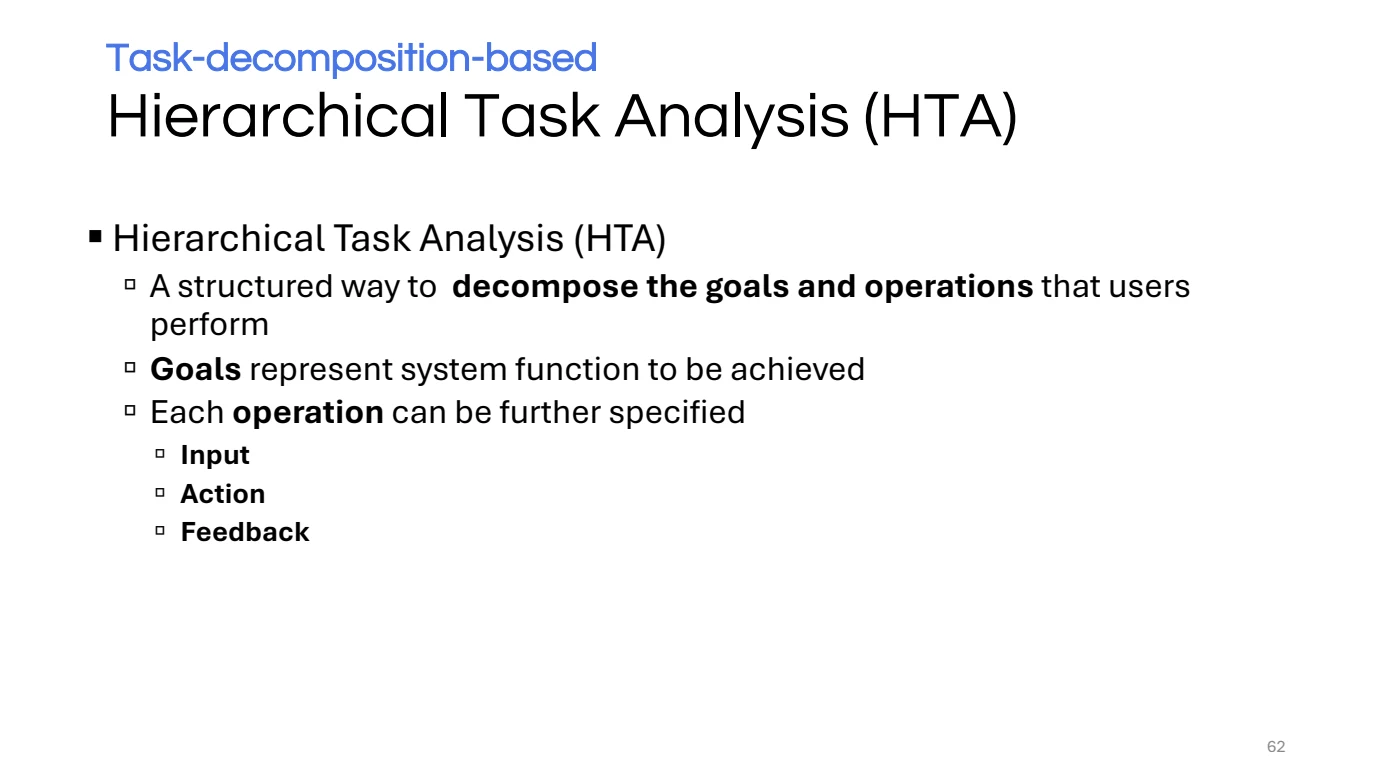 Task-decomposition-based
Hierarchical Task Analysis (HTA)
▪ Hierarchical Task Analysis (HTA)
▫ A structured way to  decompose the goals and operations that users
perform
▫ Goals represent system function to be achieved
▫ Each operation can be further specified
▫ Input
▫ Action
▫ Feedback
62